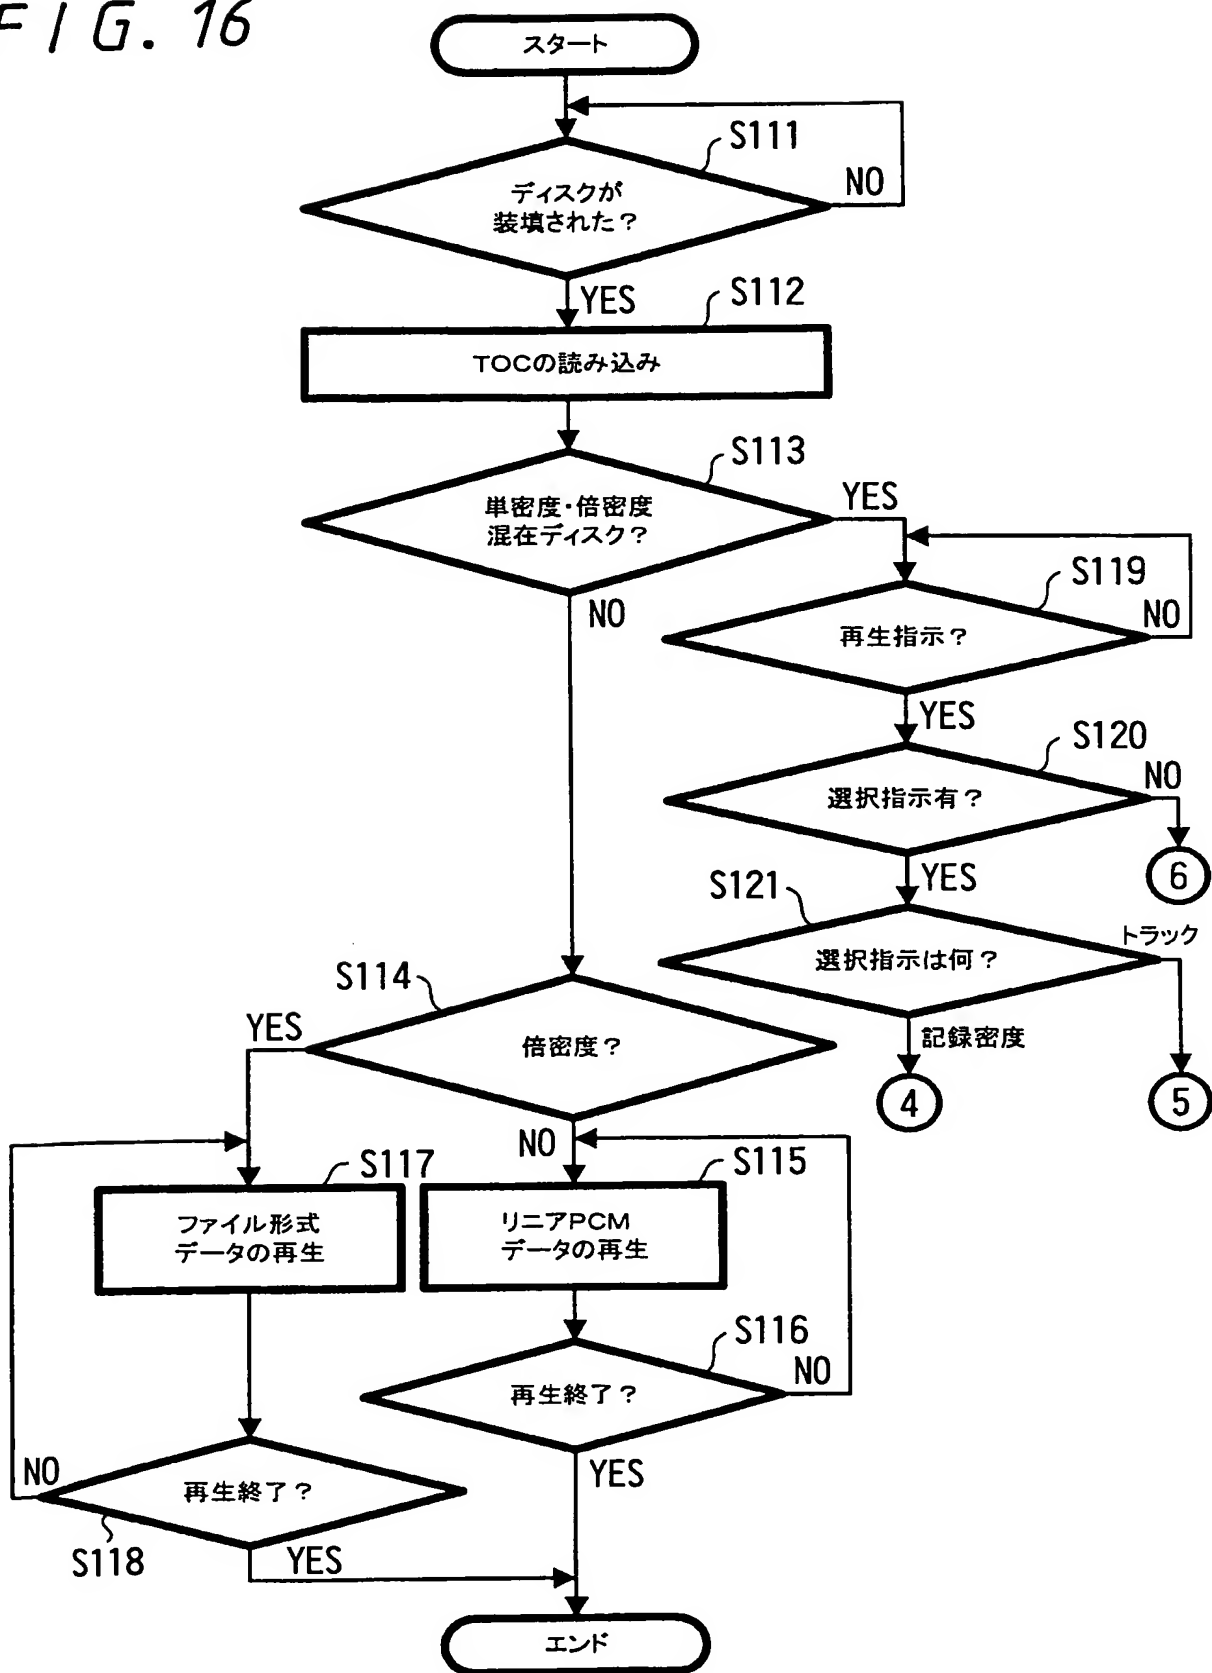 FIG. 16
スタート
S111
ディスクが
装填された?
NO
YES
S112
TOCの読み込み
S113
単密度・倍密度
混在ディスク?
YES
NO
S119
再生指示?
NO
YES
S120
選択指示有?
NO
6
YES
S121
選択指示は何?
トラック
記録密度
4
5
S114
倍密度?
YES
NO
S117
ファイル形式
データの再生
S115
リニアPCM
データの再生
S116
再生終了?
NO
YES
再生終了?
NO
S118
YES
エンド